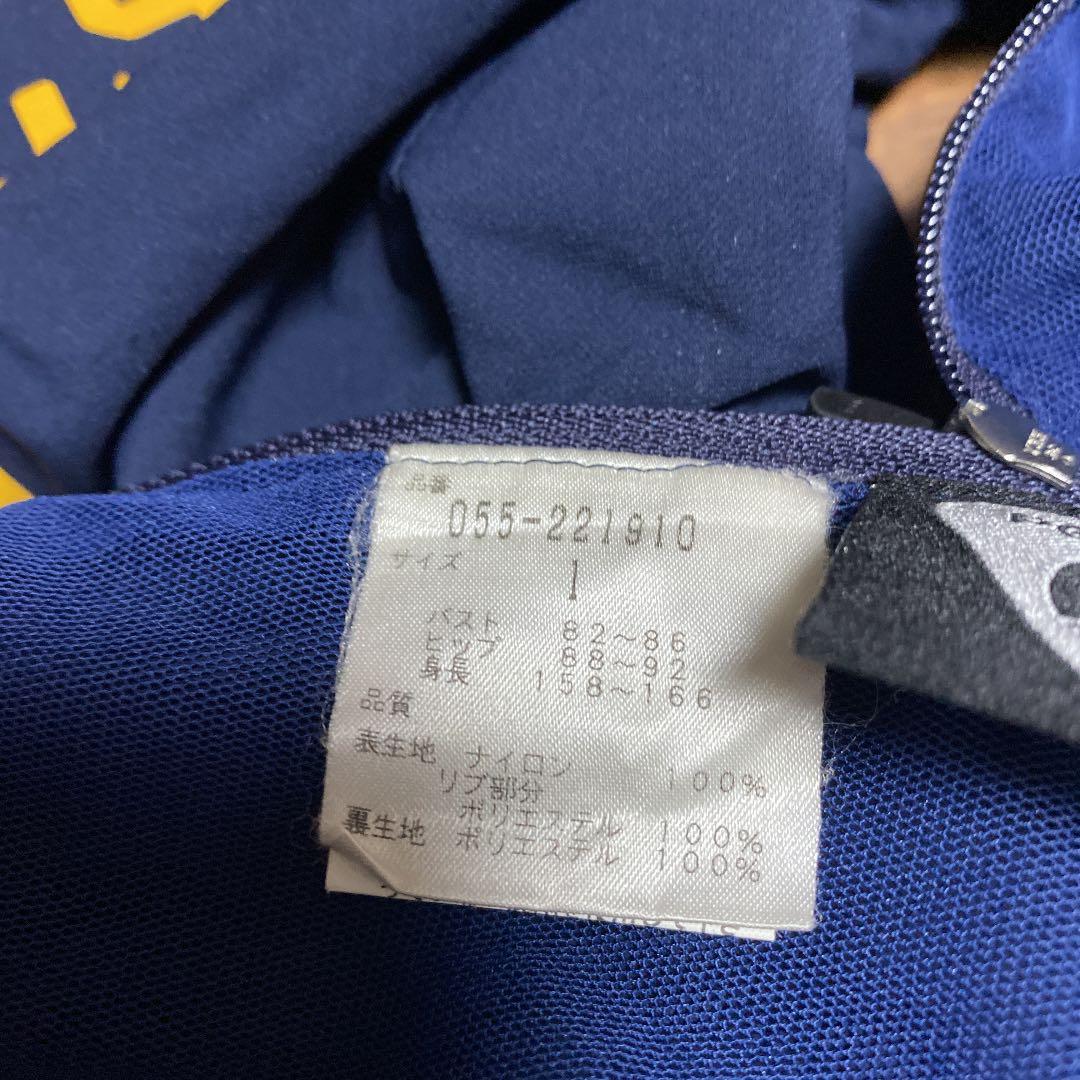 品番
055-221910
サイズ 1
バスト 82～86
ヒップ 88～92
身長 158～166
品質
表生地 ナイロン 100%
リブ部分
ポリエステル 100%
裏生地 ポリエステル 100%